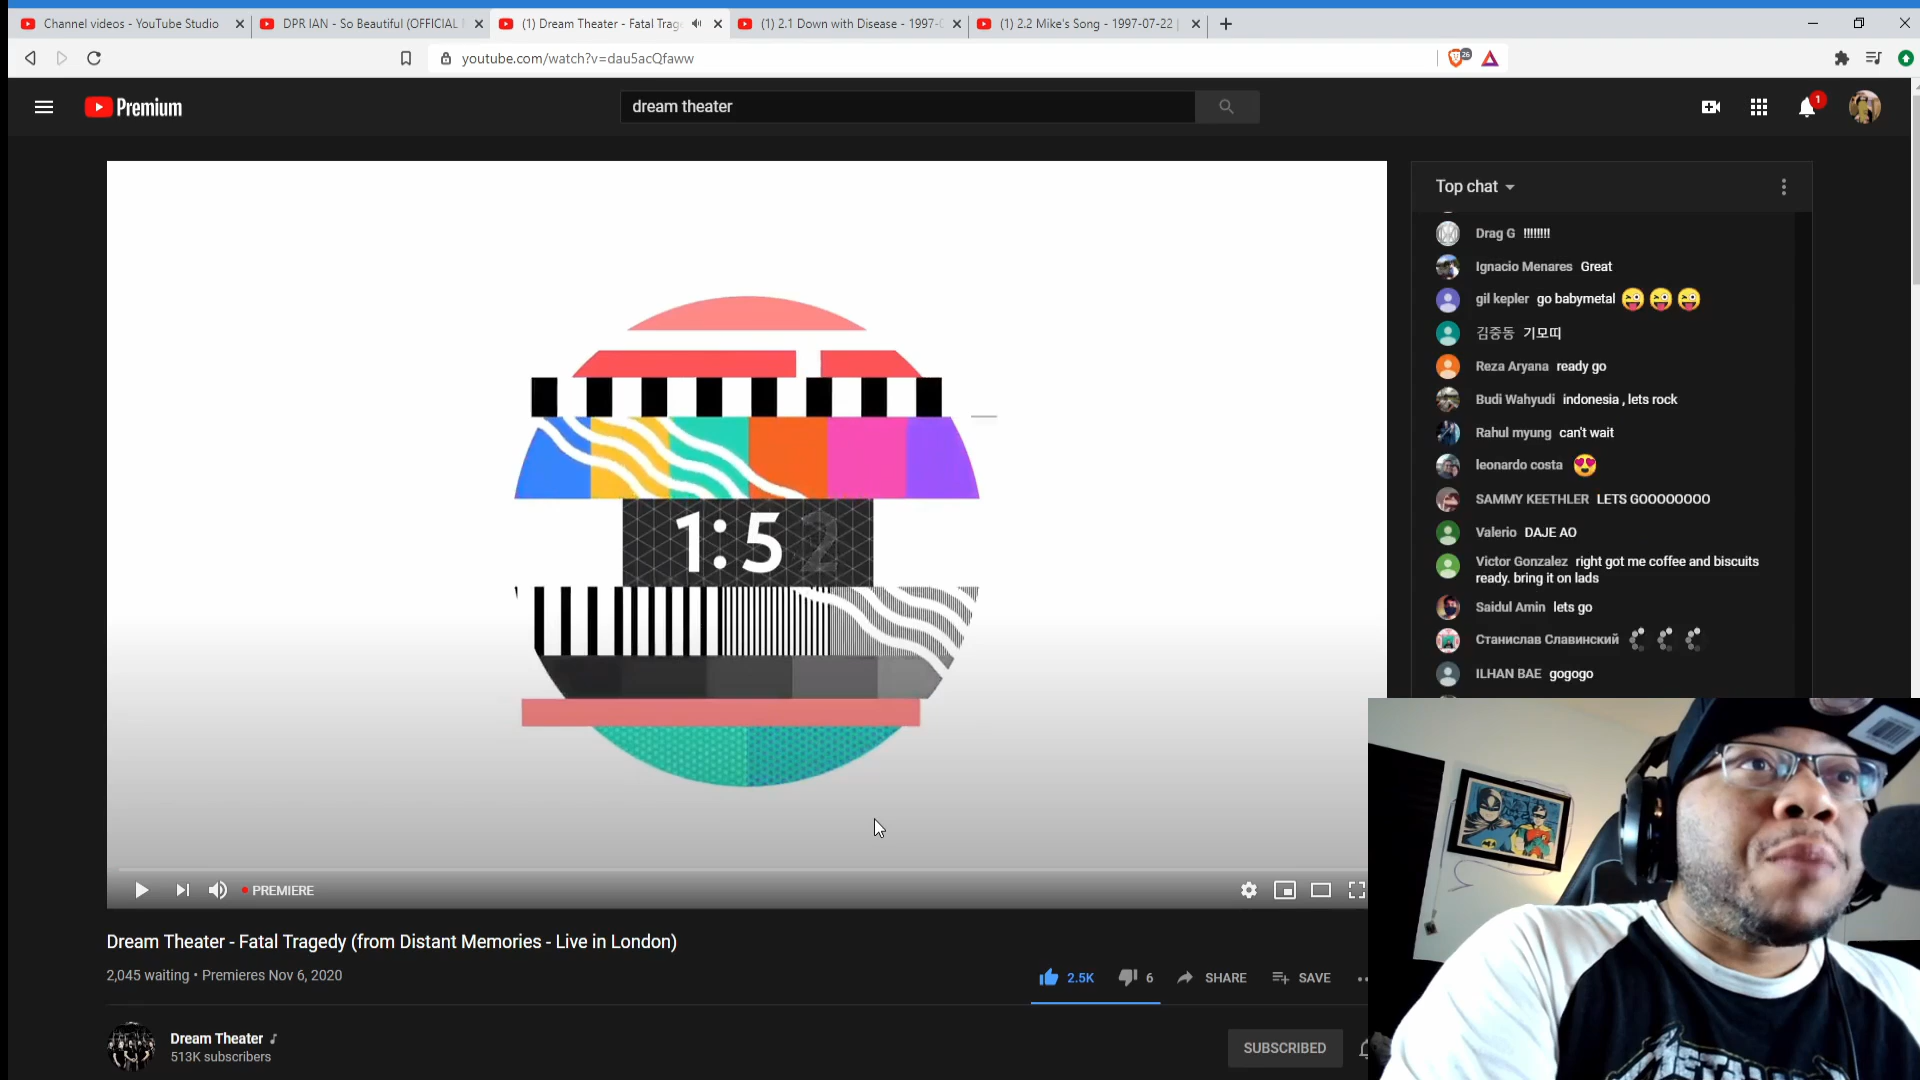 Channel videos - YouTube Studio
DPR IAN - So Beautiful (OFFICIAL
(1) Dream Theater - Fatal Trag
(1) 2.1 Down with Disease - 1997-
(1) 2.2 Mike's Song - 1997-07-22 |
youtube.com/watch?v=dau5acQfaww
26
Premium
dream theater
1
Top chat
Drag G !!!!!!!!
Ignacio Menares Great
gil kepler go babymetal 😜 😜 😜
김중동 기모띠
Reza Aryana ready go
Budi Wahyudi indonesia , lets rock
Rahul myung can't wait
leonardo costa 😍
SAMMY KEETHLER LETS GOOOOOOOO
Valerio DAJE AO
Victor Gonzalez right got me coffee and biscuits
ready. bring it on lads
Saidul Amin lets go
Станислав Славинский
ILHAN BAE gogogo
1:52
PREMIERE
Dream Theater - Fatal Tragedy (from Distant Memories - Live in London)
2,045 waiting • Premieres Nov 6, 2020
2.5K
6
SHARE
SAVE
Dream Theater
513K subscribers
SUBSCRIBED